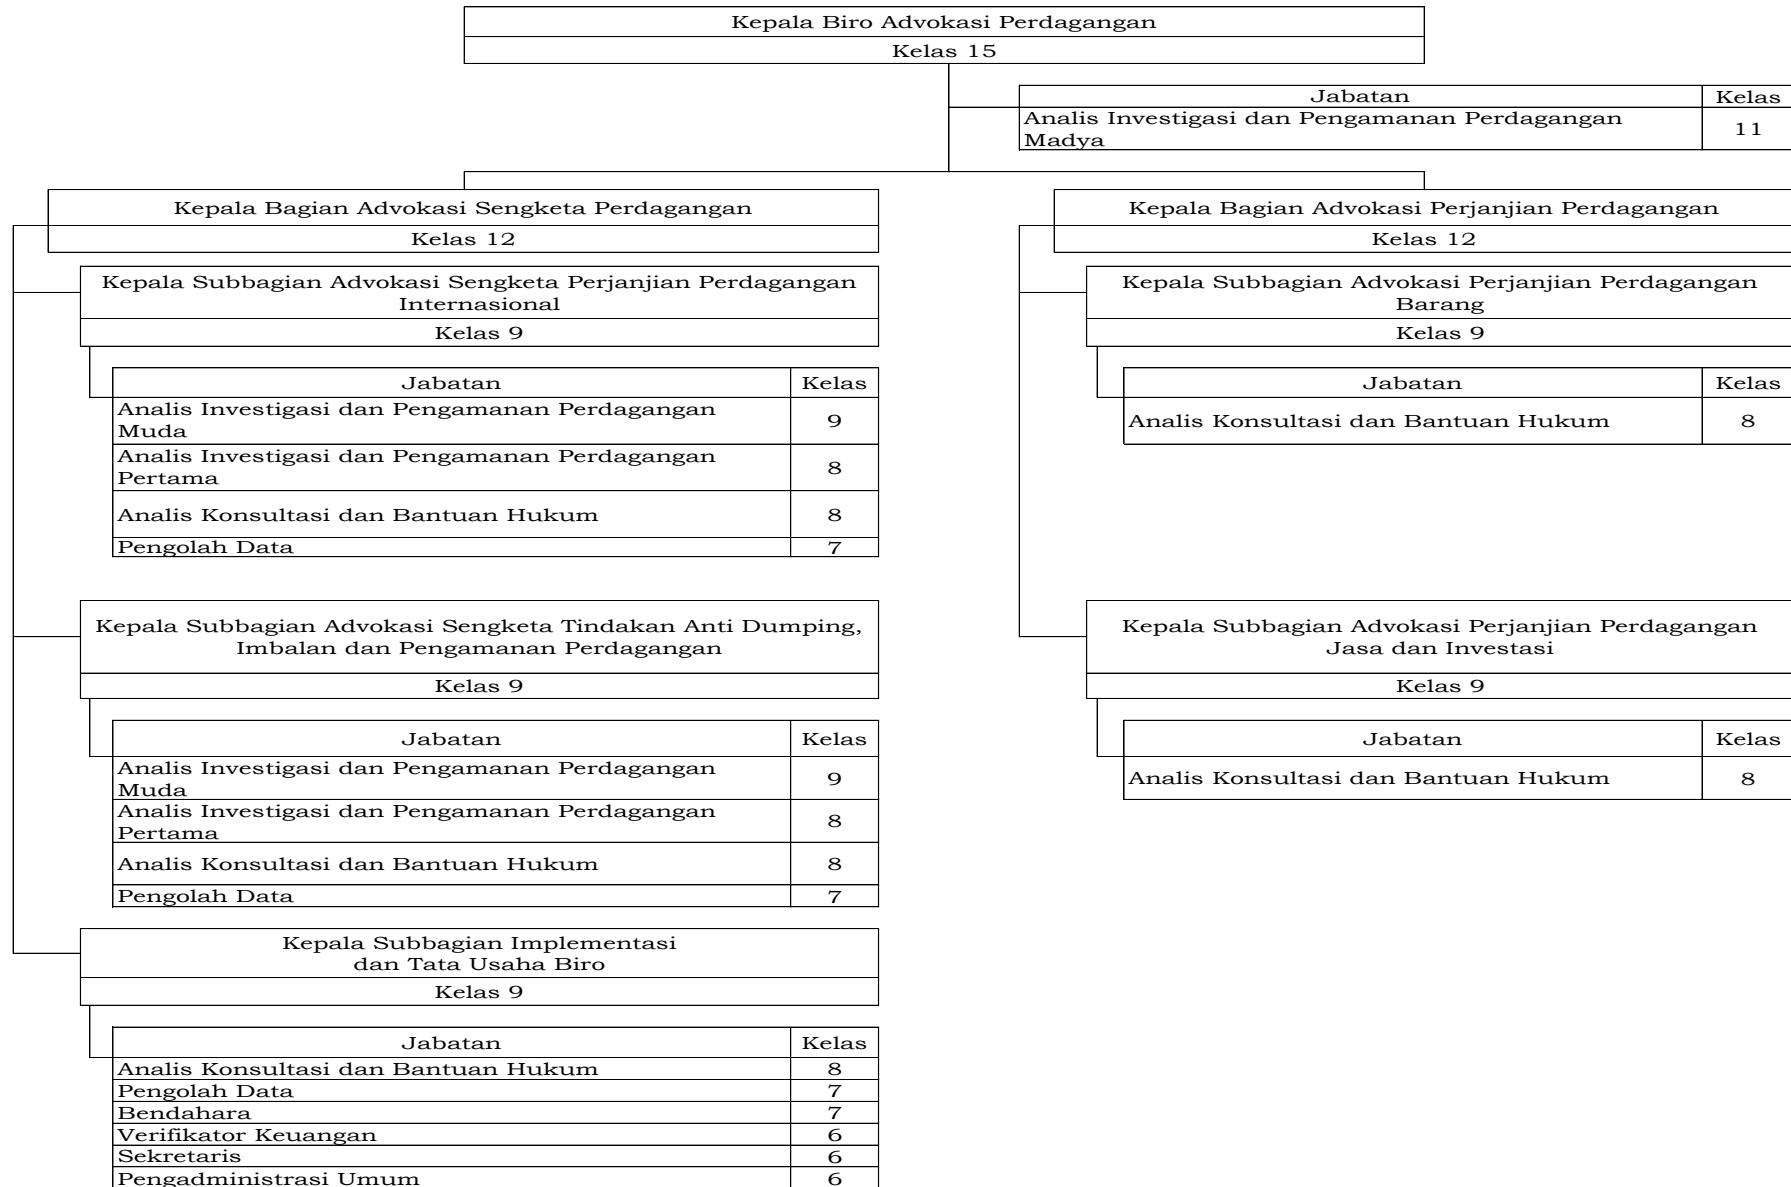 Kepala Biro Advokasi Perdagangan
Kelas 15
Jabatan Kelas
Analis Investigasi dan Pengamanan Perdagangan
Madya
11
Kepala Bagian Advokasi Sengketa Perdagangan
Kelas 12
Kepala Subbagian Advokasi Sengketa Perjanjian Perdagangan
Internasional
Kelas 9
Jabatan Kelas
Analis Investigasi dan Pengamanan Perdagangan
Muda
9
Analis Investigasi dan Pengamanan Perdagangan
Pertama
8
Analis Konsultasi dan Bantuan Hukum 8
Pengolah Data 7
Kepala Subbagian Advokasi Sengketa Tindakan Anti Dumping,
Imbalan dan Pengamanan Perdagangan
Kelas 9
Jabatan Kelas
Analis Investigasi dan Pengamanan Perdagangan
Muda
9
Analis Investigasi dan Pengamanan Perdagangan
Pertama
8
Analis Konsultasi dan Bantuan Hukum 8
Pengolah Data 7
Kepala Subbagian Implementasi
dan Tata Usaha Biro
Kelas 9
Jabatan Kelas
Analis Konsultasi dan Bantuan Hukum 8
Pengolah Data 7
Bendahara 7
Verifikator Keuangan 6
Sekretaris 6
Pengadministrasi Umum 6
Kepala Bagian Advokasi Perjanjian Perdagangan
Kelas 12
Kepala Subbagian Advokasi Perjanjian Perdagangan
Barang
Kelas 9
Jabatan Kelas
Analis Konsultasi dan Bantuan Hukum 8
Kepala Subbagian Advokasi Perjanjian Perdagangan
Jasa dan Investasi
Kelas 9
Jabatan Kelas
Analis Konsultasi dan Bantuan Hukum 8